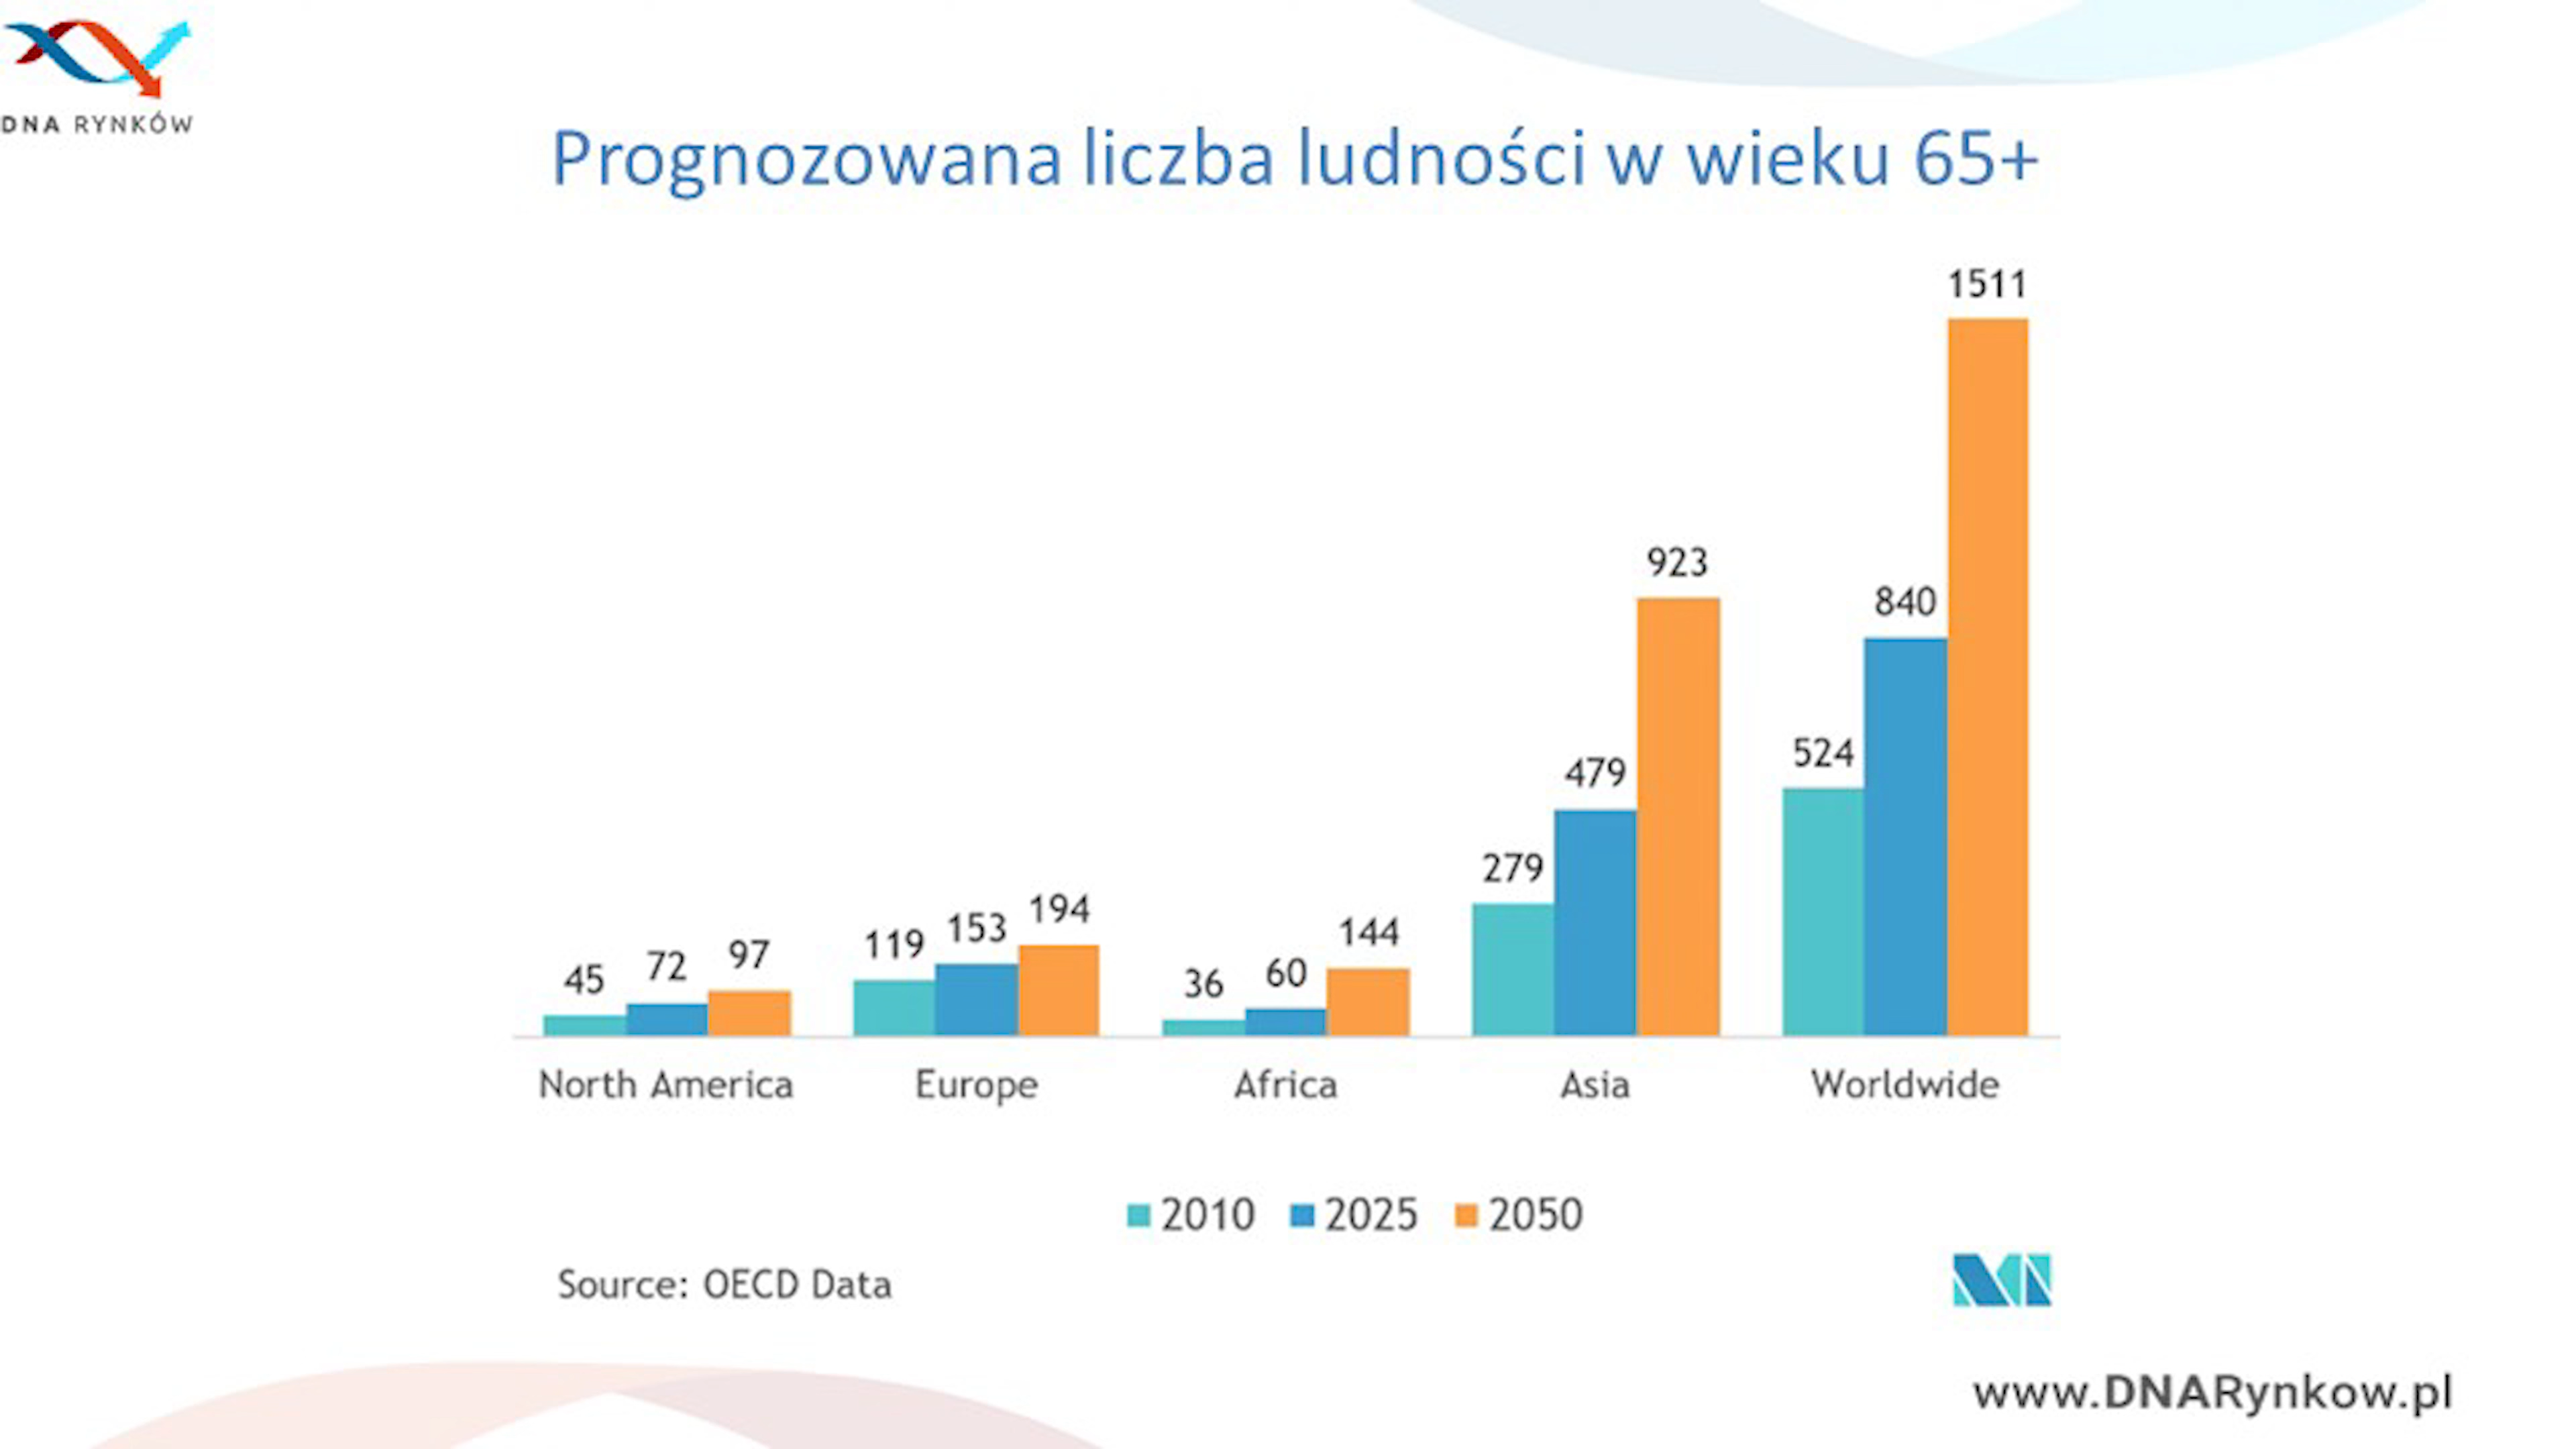 DNA RYNKÓW
Prognozowana liczba ludności w wieku 65+
45 72 97
119 153 194
36 60 144
279 479 923
524 840 1511
North America Europe Africa Asia Worldwide
2010 2025 2050
Source: OECD Data
www.DNARynkow.pl